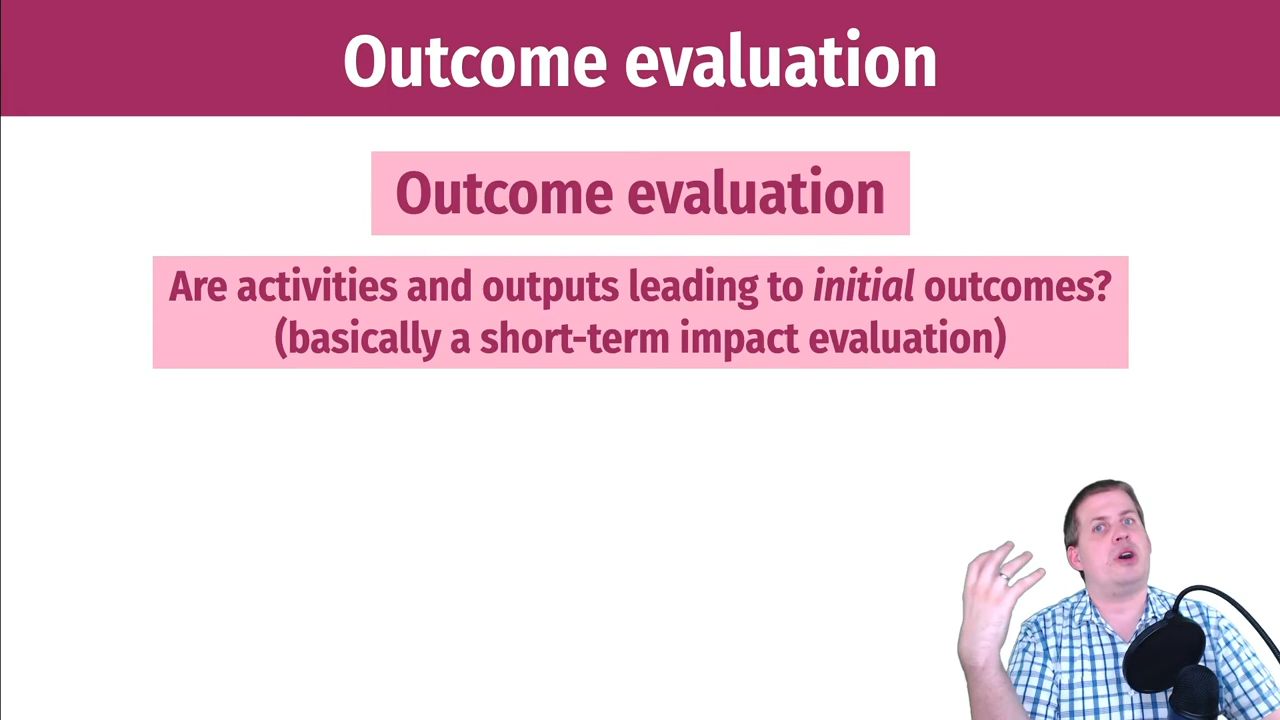 Outcome evaluation
Outcome evaluation
Are activities and outputs leading to initial outcomes?
(basically a short-term impact evaluation)